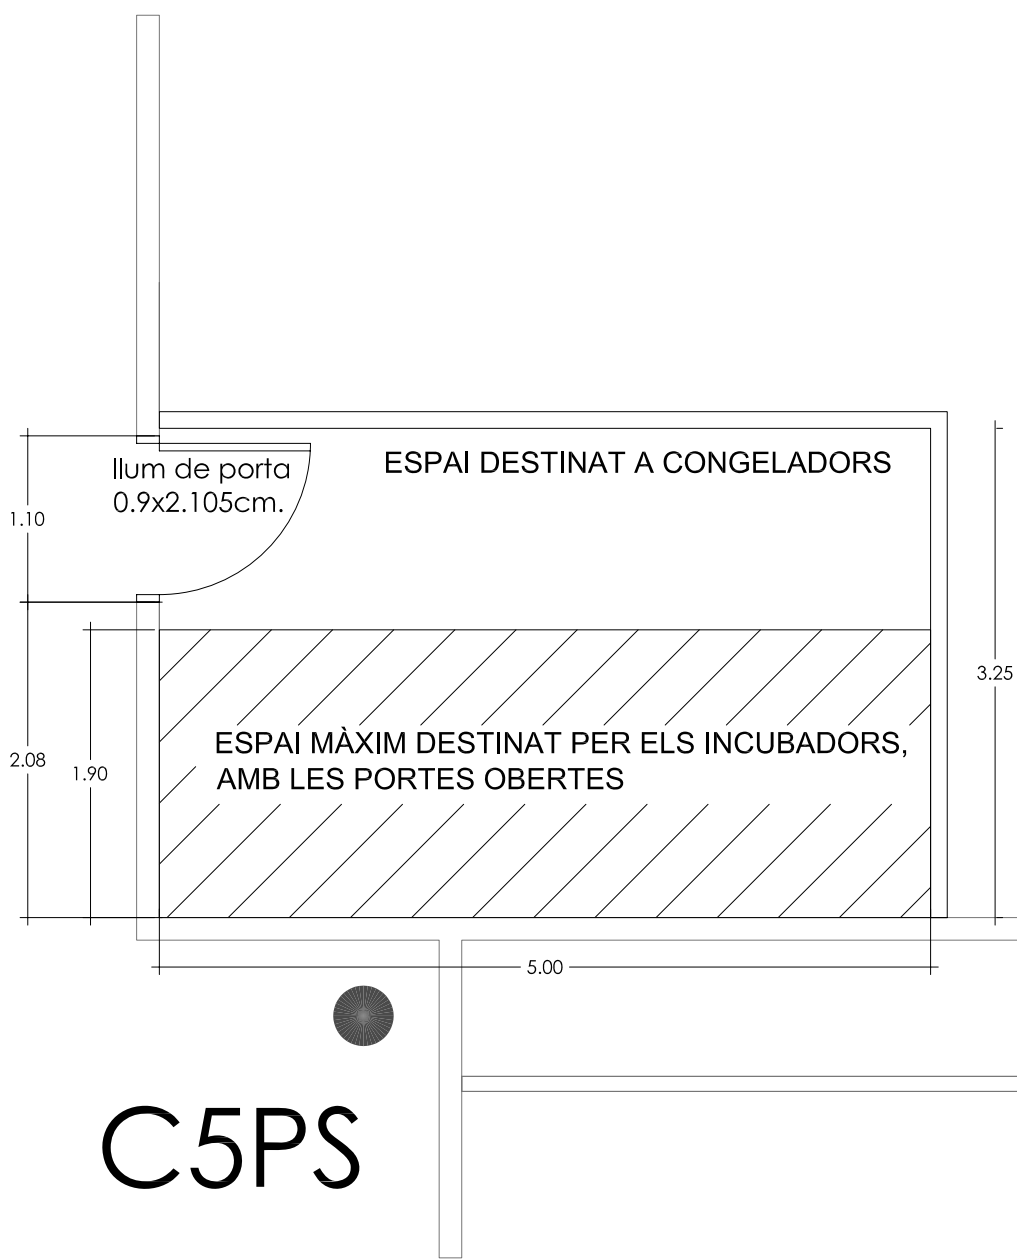 ESPAI DESTINAT A CONGELADORS
llum de porta
0.9x2.105cm.
1.10
3.25
ESPAI MÀXIM DESTINAT PER ELS INCUBADORS,
AMB LES PORTES OBERTES
2.08
1.90
5.00
C5PS